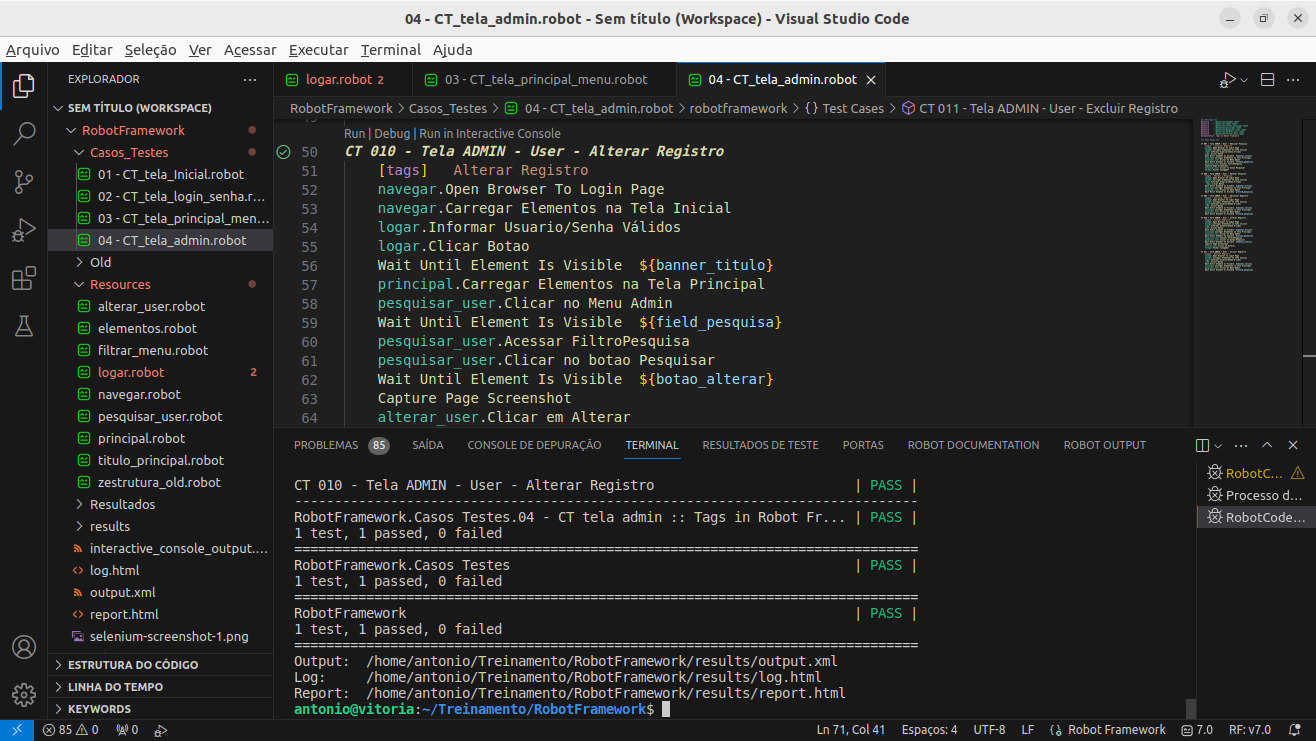 04 - CT_tela_admin.robot - Sem título (Workspace) - Visual Studio Code
Arquivo Editar Seleção Ver Acessar Executar Terminal Ajuda
EXPLORADOR
SEM TÍTULO (WORKSPACE)
RobotFramework
Casos_Testes
01 - CT_tela_Inicial.robot
02 - CT_tela_login_senha.r...
03 - CT_tela_principal_men...
04 - CT_tela_admin.robot
Old
Resources
alterar_user.robot
elementos.robot
filtrar_menu.robot
logar.robot 2
navegar.robot
pesquisar_user.robot
principal.robot
titulo_principal.robot
zestrutura_old.robot
Resultados
results
interactive_console_output....
log.html
output.xml
report.html
selenium-screenshot-1.png
ESTRUTURA DO CÓDIGO
LINHA DO TEMPO
KEYWORDS
logar.robot 2 03 - CT_tela_principal_menu.robot 04 - CT_tela_admin.robot
RobotFramework > Casos_Testes > 04 - CT_tela_admin.robot > robotframework > {} Test Cases > CT 011 - Tela ADMIN - User - Excluir Registro
Run | Debug | Run in Interactive Console
50 CT 010 - Tela ADMIN - User - Alterar Registro
51 [tags] Alterar Registro
52 navegar.Open Browser To Login Page
53 navegar.Carregar Elementos na Tela Inicial
54 logar.Informar Usuario/Senha Válidos
55 logar.Clicar Botao
56 Wait Until Element Is Visible ${banner_titulo}
57 principal.Carregar Elementos na Tela Principal
58 pesquisar_user.Clicar no Menu Admin
59 Wait Until Element Is Visible ${field_pesquisa}
60 pesquisar_user.Acessar FiltroPesquisa
61 pesquisar_user.Clicar no botao Pesquisar
62 Wait Until Element Is Visible ${botao_alterar}
63 Capture Page Screenshot
64 alterar_user.Clicar em Alterar
PROBLEMAS 85 SAÍDA CONSOLE DE DEPURAÇÃO TERMINAL RESULTADOS DE TESTE PORTAS ROBOT DOCUMENTATION ROBOT OUTPUT
CT 010 - Tela ADMIN - User - Alterar Registro | PASS |
------------------------------------------------------------------------------
RobotFramework.Casos Testes.04 - CT tela admin :: Tags in Robot Fr... | PASS |
1 test, 1 passed, 0 failed
==============================================================================
RobotFramework.Casos Testes | PASS |
1 test, 1 passed, 0 failed
==============================================================================
RobotFramework | PASS |
1 test, 1 passed, 0 failed
==============================================================================
Output: /home/antonio/Treinamento/RobotFramework/results/output.xml
Log: /home/antonio/Treinamento/RobotFramework/results/log.html
Report: /home/antonio/Treinamento/RobotFramework/results/report.html
antonio@vitoria:~/Treinamento/RobotFramework$
RobotC...
Processo d...
RobotCode...
85 0 0 Ln 71, Col 41 Espaços: 4 UTF-8 LF Robot Framework 7.0 RF: v7.0